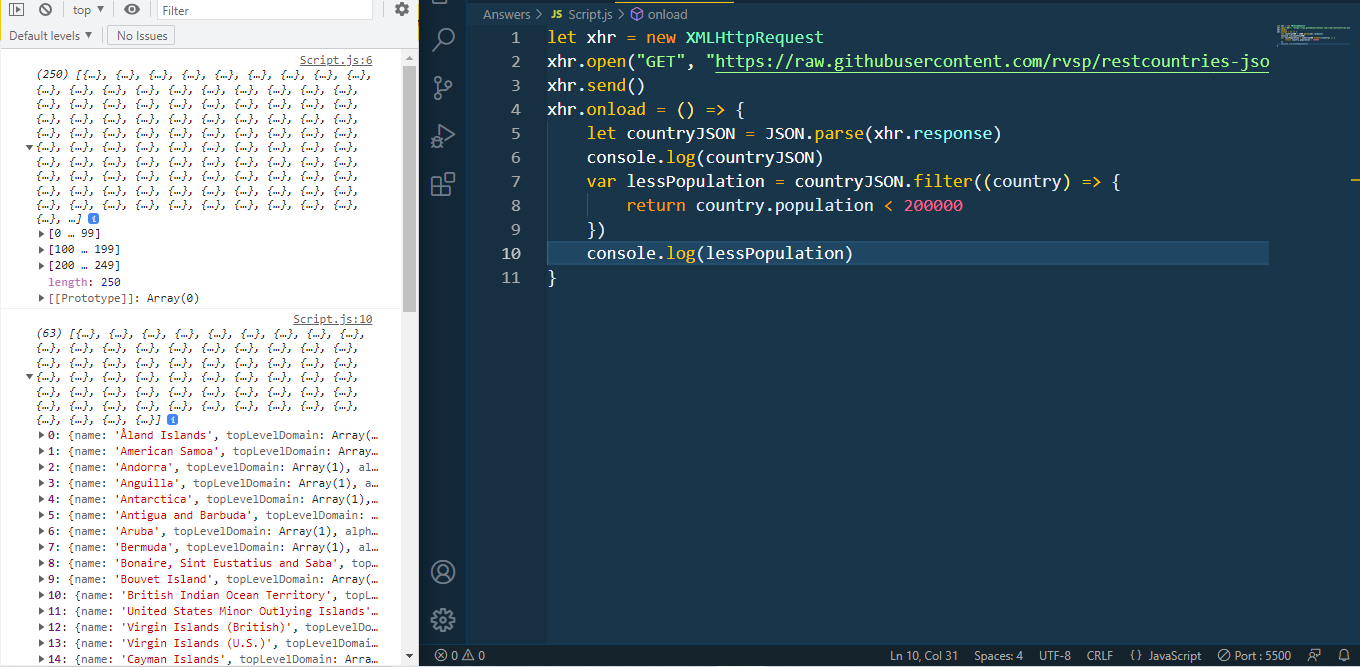 top ▼
Filter
Default levels ▼
No Issues
Script.js:6
(250) [{…}, {…}, {…}, {…}, {…}, {…}, {…}, {…}, {…},
{…}, {…}, {…}, {…}, {…}, {…}, {…}, {…}, {…}, {…},
{…}, {…}, {…}, {…}, {…}, {…}, {…}, {…}, {…}, {…},
{…}, {…}, {…}, {…}, {…}, {…}, {…}, {…}, {…}, {…},
{…}, {…}, {…}, {…}, {…}, {…}, {…}, {…}, {…}, {…},
▼{…}, {…}, {…}, {…}, {…}, {…}, {…}, {…}, {…}, {…},
{…}, {…}, {…}, {…}, {…}, {…}, {…}, {…}, {…}, {…},
{…}, {…}, {…}, {…}, {…}, {…}, {…}, {…}, {…}, {…},
{…}, {…}, {…}, {…}, {…}, {…}, {…}, {…}, {…}, {…},
{…}, {…}, {…}, {…}, {…}, {…}, {…}, {…}, {…}, {…},
{…}, …] i
▶[0 … 99]
▶[100 … 199]
▶[200 … 249]
length: 250
▶[[Prototype]]: Array(0)
Script.js:10
(63) [{…}, {…}, {…}, {…}, {…}, {…}, {…}, {…}, {…},
{…}, {…}, {…}, {…}, {…}, {…}, {…}, {…}, {…}, {…},
{…}, {…}, {…}, {…}, {…}, {…}, {…}, {…}, {…}, {…},
▼{…}, {…}, {…}, {…}, {…}, {…}, {…}, {…}, {…}, {…},
{…}, {…}, {…}, {…}, {…}, {…}, {…}, {…}, {…}, {…},
{…}, {…}, {…}, {…}, {…}, {…}, {…}, {…}, {…}, {…},
{…}, {…}, {…}, {…}] i
▶0: {name: 'Åland Islands', topLevelDomain: Array(…
▶1: {name: 'American Samoa', topLevelDomain: Array…
▶2: {name: 'Andorra', topLevelDomain: Array(1), al…
▶3: {name: 'Anguilla', topLevelDomain: Array(1), a…
▶4: {name: 'Antarctica', topLevelDomain: Array(1),…
▶5: {name: 'Antigua and Barbuda', topLevelDomain: …
▶6: {name: 'Aruba', topLevelDomain: Array(1), alph…
▶7: {name: 'Bermuda', topLevelDomain: Array(1), al…
▶8: {name: 'Bonaire, Sint Eustatius and Saba', top…
▶9: {name: 'Bouvet Island', topLevelDomain: Array(…
▶10: {name: 'British Indian Ocean Territory', topL…
▶11: {name: 'United States Minor Outlying Islands'…
▶12: {name: 'Virgin Islands (British)', topLevelDo…
▶13: {name: 'Virgin Islands (U.S.)', topLevelDomai…
▶14: {name: 'Cayman Islands', topLevelDomain: Arra…
Answers > JS Script.js > onload
1 let xhr = new XMLHttpRequest
2 xhr.open("GET", "https://raw.githubusercontent.com/rvsp/restcountries-jso
3 xhr.send()
4 xhr.onload = () => {
5 let countryJSON = JSON.parse(xhr.response)
6 console.log(countryJSON)
7 var lessPopulation = countryJSON.filter((country) => {
8 return country.population < 200000
9 })
10 console.log(lessPopulation)
11 }
0 0
Ln 10, Col 31 Spaces: 4 UTF-8 CRLF {} JavaScript Port : 5500